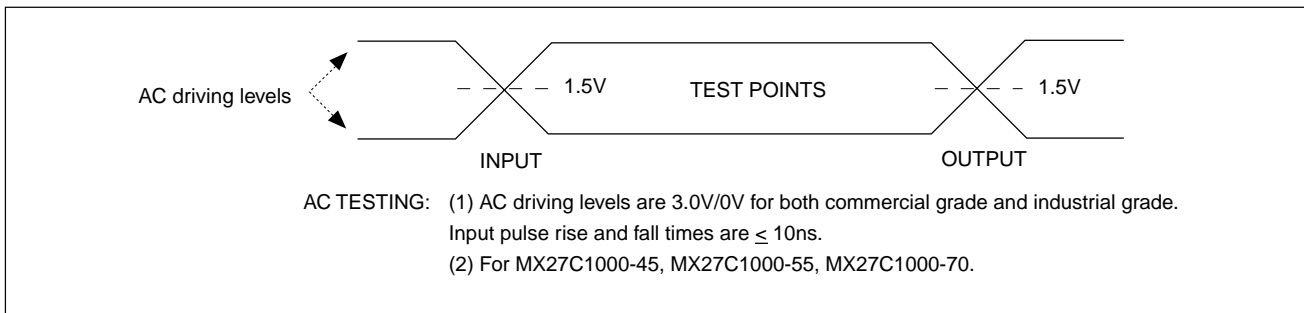 AC driving levels
1.5V
TEST POINTS
1.5V
INPUT
OUTPUT
AC TESTING: (1) AC driving levels are 3.0V/0V for both commercial grade and industrial grade.
Input pulse rise and fall times are ≤ 10ns.
(2) For MX27C1000-45, MX27C1000-55, MX27C1000-70.